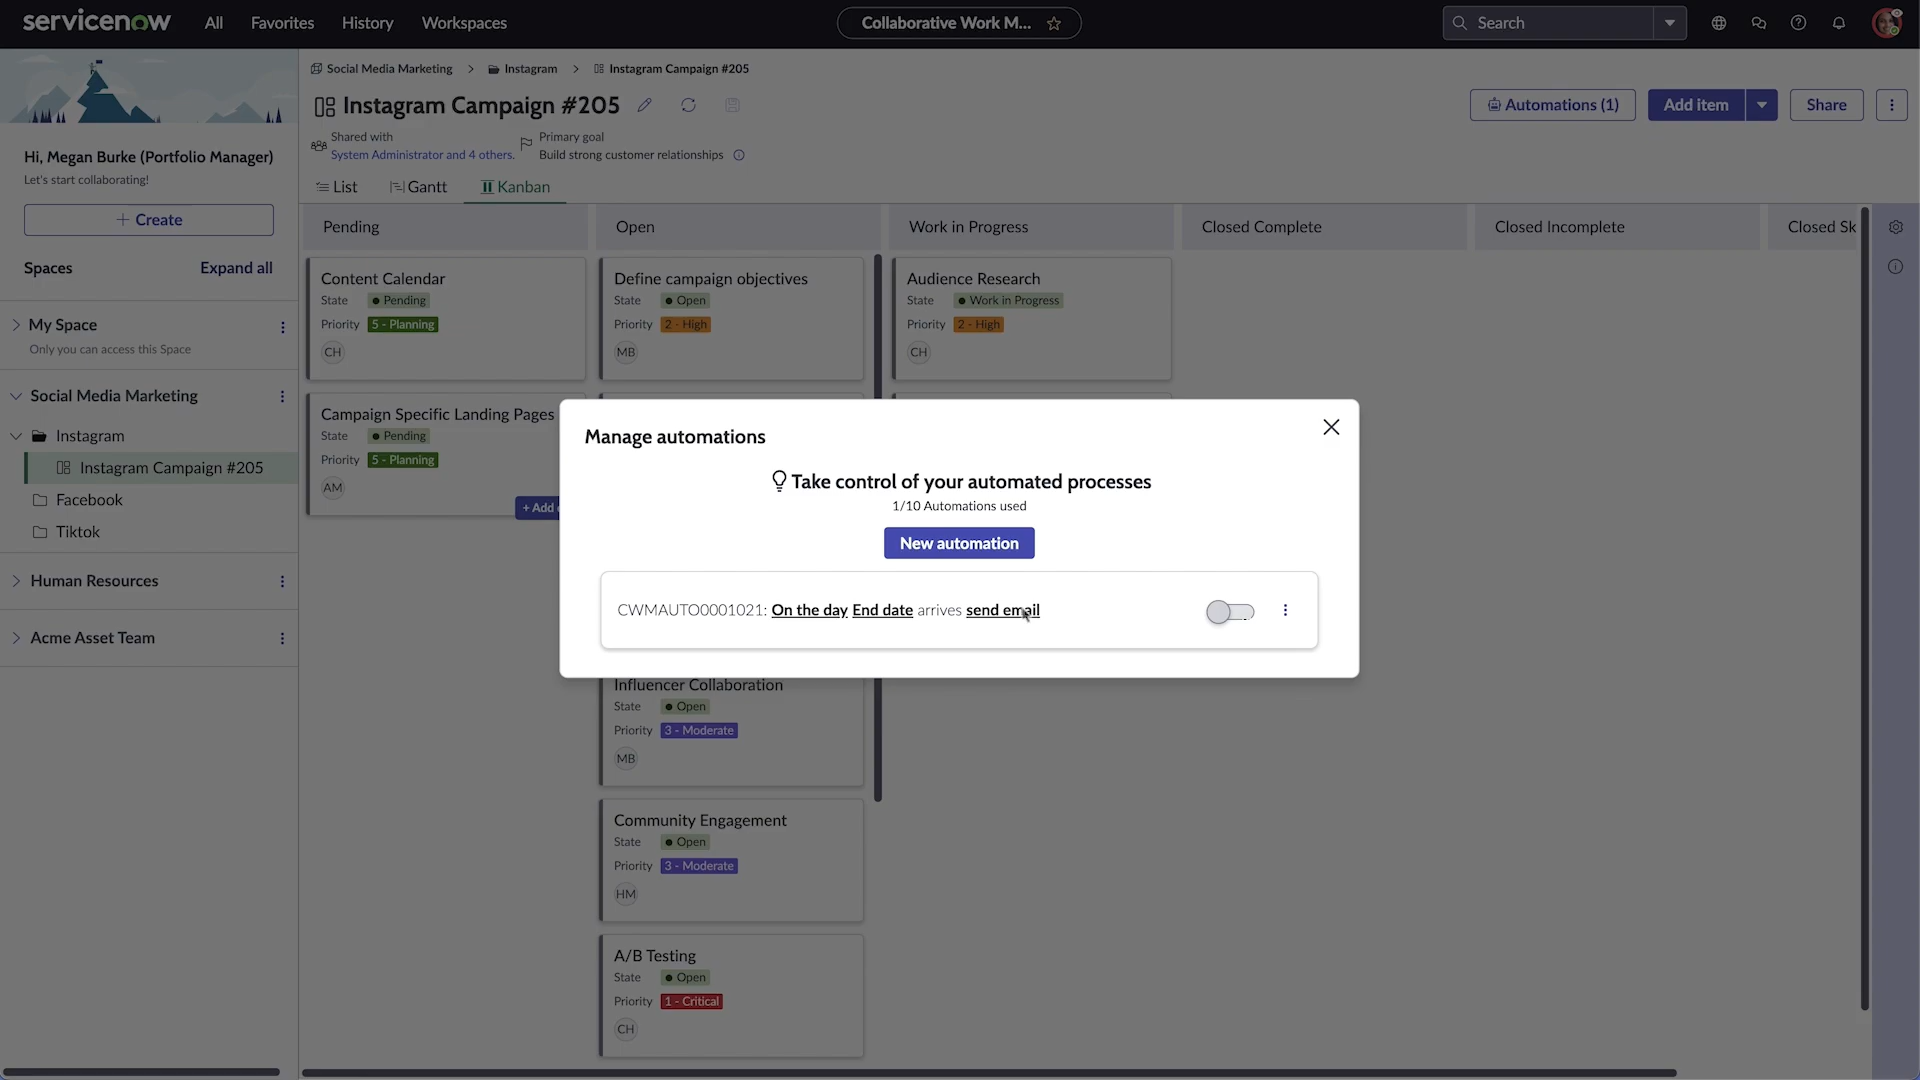 servicenow
All
Favorites
History
Workspaces
Collaborative Work M...
Search
Social Media Marketing > Instagram > Instagram Campaign #205
Instagram Campaign #205
Automations (1)
Add item
Share
Shared with
System Administrator and 4 others.
Primary goal
Build strong customer relationships
List
Gantt
Kanban
Hi, Megan Burke (Portfolio Manager)
Let's start collaborating!
+ Create
Spaces
Expand all
My Space
Only you can access this Space
Social Media Marketing
Instagram
Instagram Campaign #205
Facebook
Tiktok
Human Resources
Acme Asset Team
Pending
Content Calendar
State Pending
Priority 5 - Planning
CH
Campaign Specific Landing Pages
State Pending
Priority 5 - Planning
AM
+ Add
Open
Define campaign objectives
State Open
Priority 2 - High
MB
Influencer Collaboration
State Open
Priority 3 - Moderate
MB
Community Engagement
State Open
Priority 3 - Moderate
HM
A/B Testing
State Open
Priority 1 - Critical
CH
Work in Progress
Audience Research
State Work in Progress
Priority 2 - High
CH
Closed Complete
Closed Incomplete
Closed Sk
Manage automations
Take control of your automated processes
1/10 Automations used
New automation
CWMAUTO0001021: On the day End date arrives send email